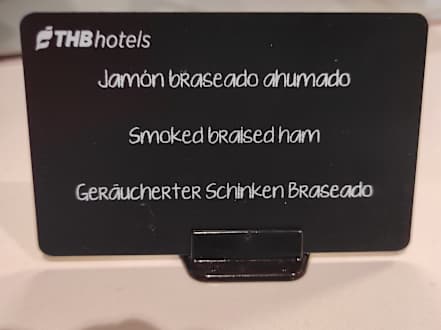 THBhotels
Jamón braseado ahumado
Smoked braised ham
Geräucherter Schinken Braseado